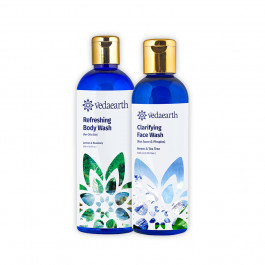 vedaearth
Refreshing
Body Wash
vedaearth
Clarifying
Face Wash
(For Acne & Pimples)
Neem & Tea Tree